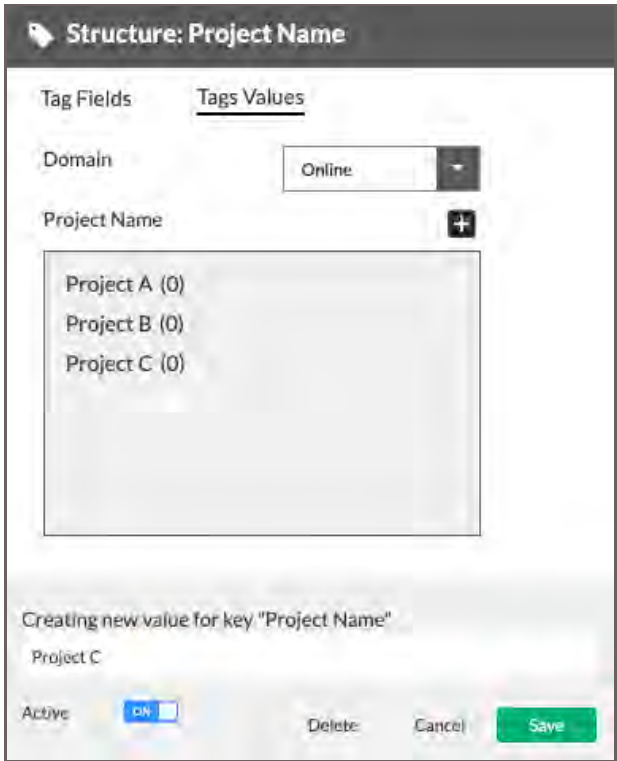 Structure: Project Name
Tag Fields Tags Values
Domain Online
Project Name
Project A (0)
Project B (0)
Project C (0)
Creating new value for key "Project Name"
Project C
Active ON Delete Cancel Save